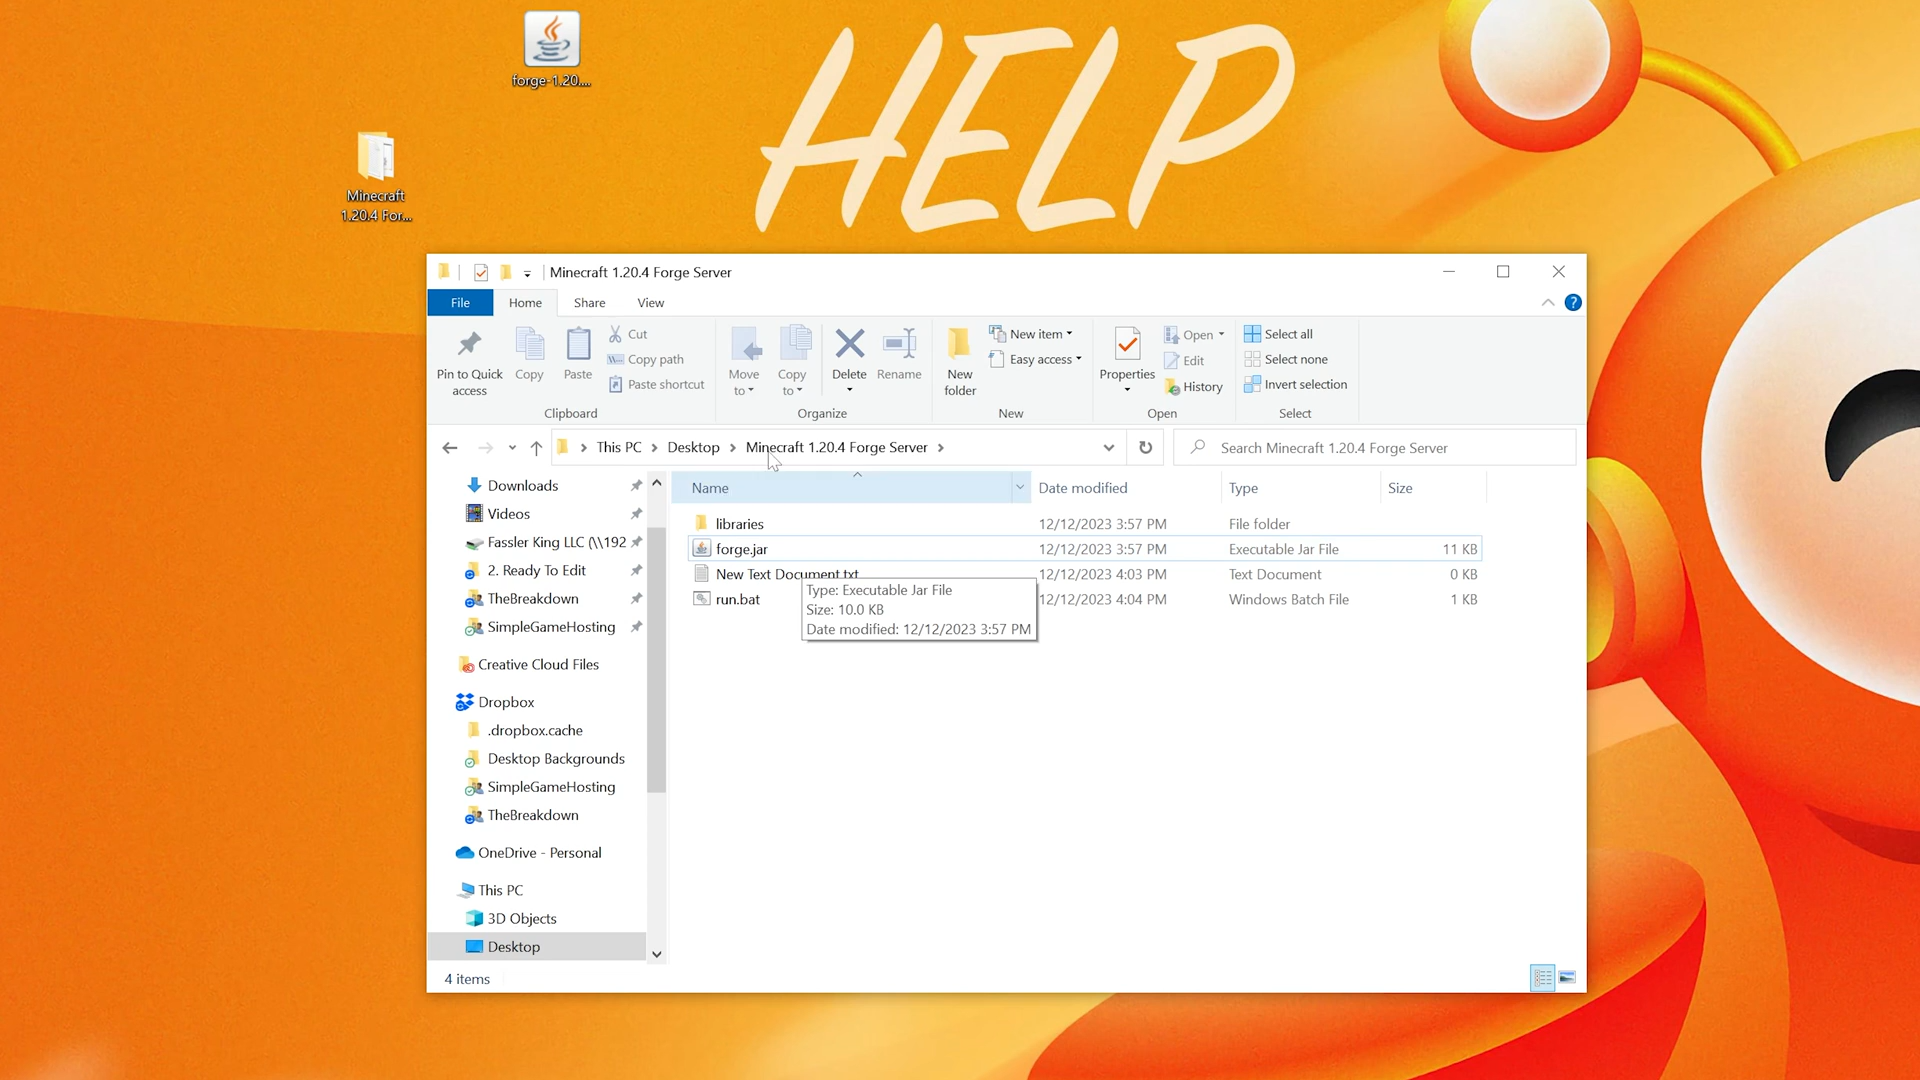 HELP
forge-1.20....
Minecraft
1.20.4 For...
Minecraft 1.20.4 Forge Server
File Home Share View
Pin to Quick
access
Copy
Paste
Cut
Copy path
Paste shortcut
Clipboard
Move
to
Copy
to
Delete
Rename
Organize
New
folder
New item
Easy access
New
Properties
Open
Edit
History
Open
Select all
Select none
Invert selection
Select
This PC > Desktop > Minecraft 1.20.4 Forge Server >
Search Minecraft 1.20.4 Forge Server
Downloads
Videos
Fassler King LLC (\\192
2. Ready To Edit
TheBreakdown
SimpleGameHosting
Creative Cloud Files
Dropbox
.dropbox.cache
Desktop Backgrounds
SimpleGameHosting
TheBreakdown
OneDrive - Personal
This PC
3D Objects
Desktop
Name Date modified Type Size
libraries 12/12/2023 3:57 PM File folder
forge.jar 12/12/2023 3:57 PM Executable Jar File 11 KB
New Text Document.txt 12/12/2023 4:03 PM Text Document 0 KB
run.bat 12/12/2023 4:04 PM Windows Batch File 1 KB
Type: Executable Jar File
Size: 10.0 KB
Date modified: 12/12/2023 3:57 PM
4 items